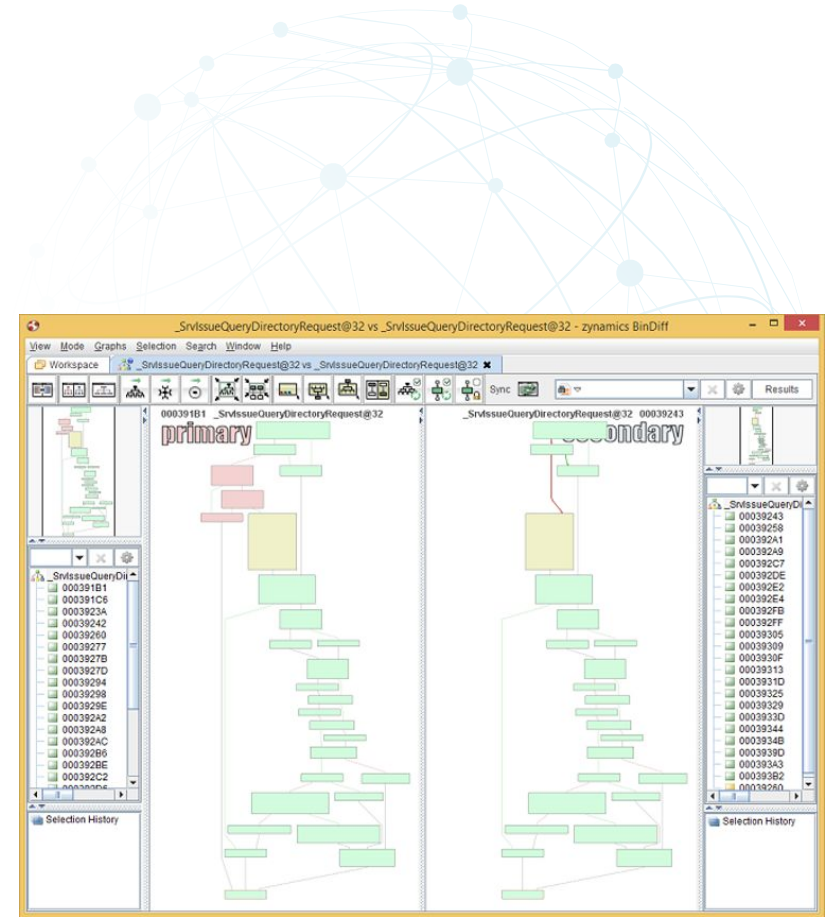 _SrvIssueQueryDirectoryRequest@32 vs _SrvIssueQueryDirectoryRequest@32 - zynamics BinDiff
View Mode Graphs Selection Search Window Help
Workspace
_SrvIssueQueryDirectoryRequest@32 vs _SrvIssueQueryDirectoryRequest@32
Sync
Results
000391B1 _SrvIssueQueryDirectoryRequest@32
primary
_SrvIssueQueryDirectoryRequest@32 00039243
secondary
_SrvIssueQueryDir
000391B1
000391C6
0003923A
00039242
00039260
00039277
0003927B
0003927D
00039294
00039298
0003929E
000392A2
000392A8
000392AC
000392B6
000392BE
000392C2
000392D6
Selection History
_SrvIssueQueryDi
00039243
00039258
000392A1
000392A9
000392C7
000392DE
000392E2
000392E4
000392FB
000392FF
00039305
00039309
0003930F
00039313
0003931D
00039325
00039329
0003933D
00039344
0003934B
0003939D
000393A3
000393B2
00039260
Selection History